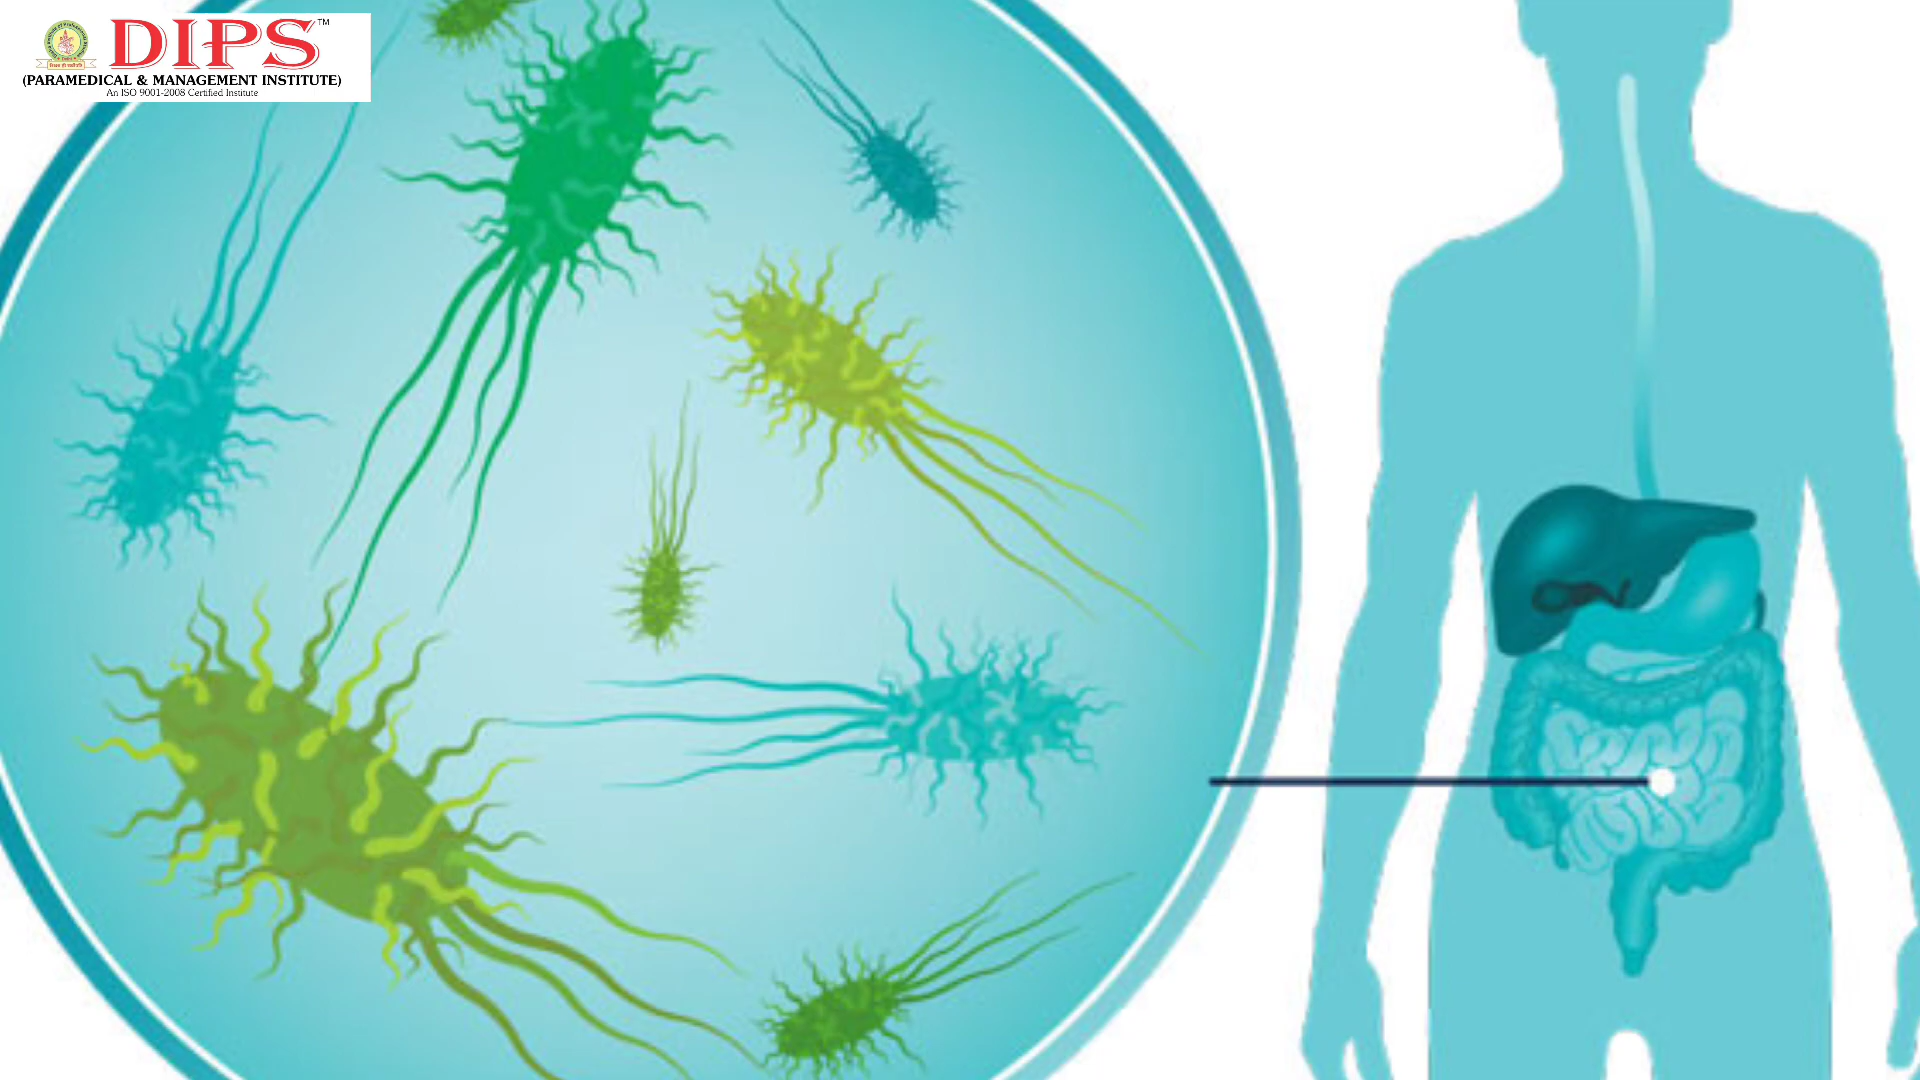 DIPS™
(PARAMEDICAL & MANAGEMENT INSTITUTE)
An ISO 9001-2008 Certified Institute